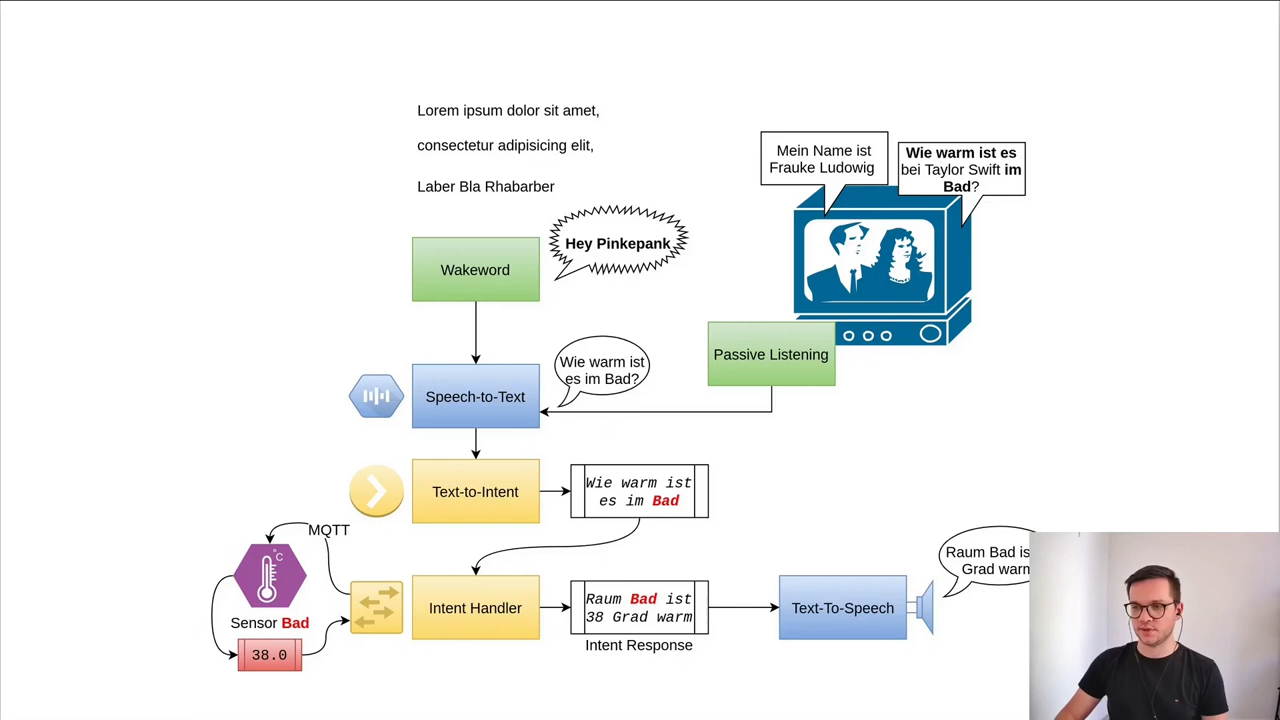 Lorem ipsum dolor sit amet,
consectetur adipisicing elit,
Laber Bla Rhabarber
Mein Name ist
Frauke Ludowig
Wie warm ist es
bei Taylor Swift im
Bad?
Hey Pinkepank
Wakeword
Passive Listening
Wie warm ist
es im Bad?
Speech-to-Text
Text-to-Intent
Wie warm ist
es im Bad
MQTT
°C
Sensor Bad
38.0
Intent Handler
Raum Bad ist
38 Grad warm
Intent Response
Text-To-Speech
Raum Bad is
Grad warm